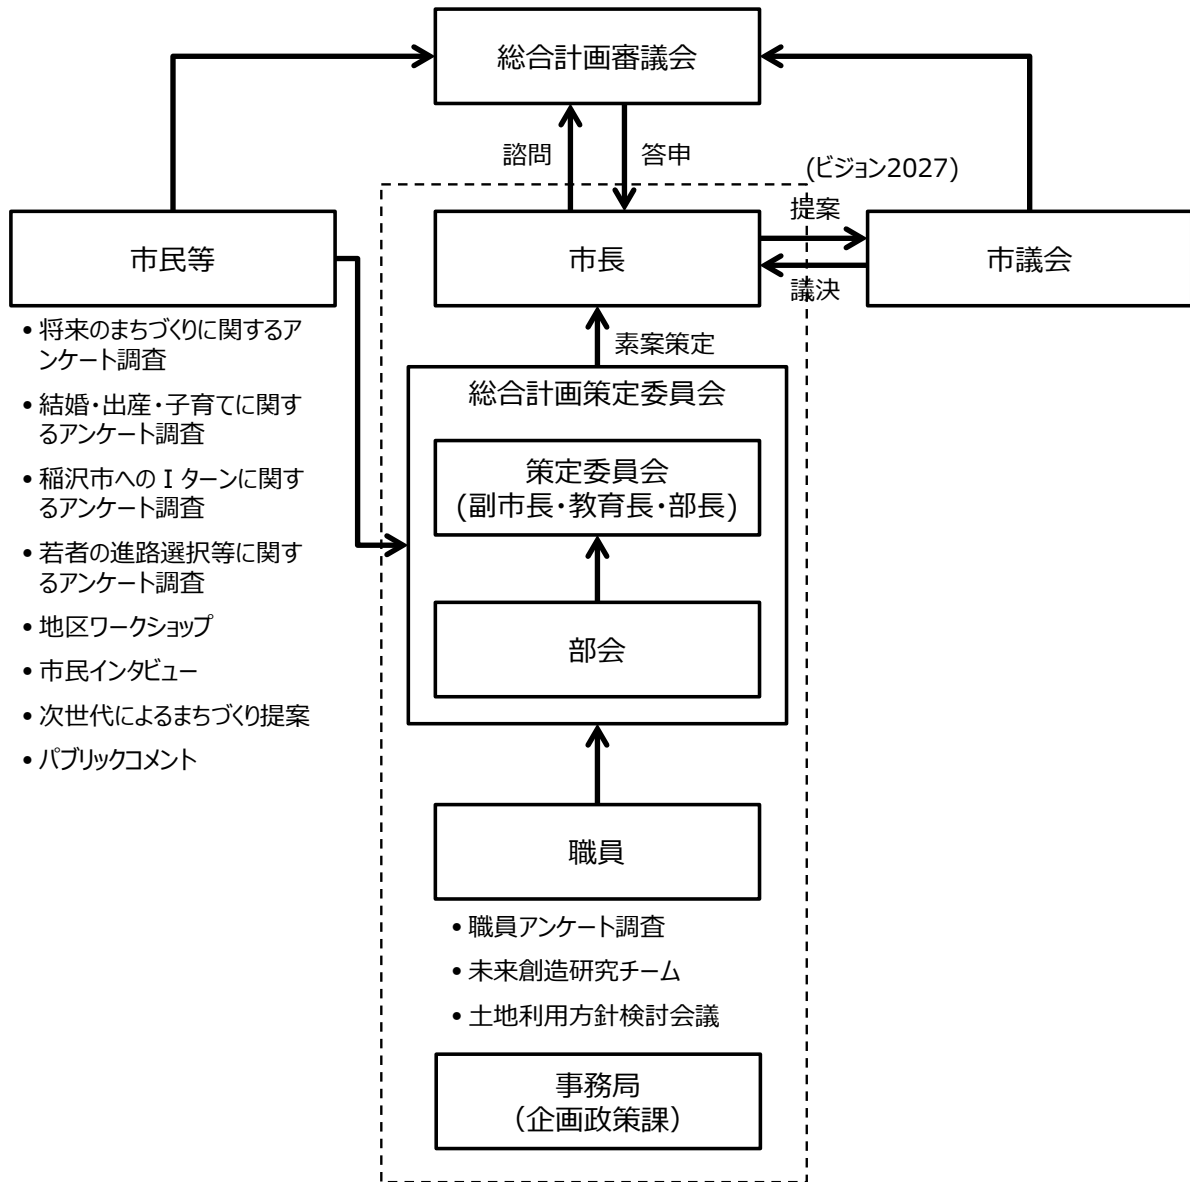 総合計画審議会
諮問
答申
(ビジョン2027)
市民等
市長
提案
議決
市議会
• 将来のまちづくりに関するア
ンケート調査
• 結婚・出産・子育てに関す
るアンケート調査
• 稲沢市へのIターンに関す
るアンケート調査
• 若者の進路選択等に関す
るアンケート調査
• 地区ワークショップ
• 市民インタビュー
• 次世代によるまちづくり提案
• パブリックコメント
素案策定
総合計画策定委員会
策定委員会
(副市長・教育長・部長)
部会
職員
• 職員アンケート調査
• 未来創造研究チーム
• 土地利用方針検討会議
事務局
(企画政策課)